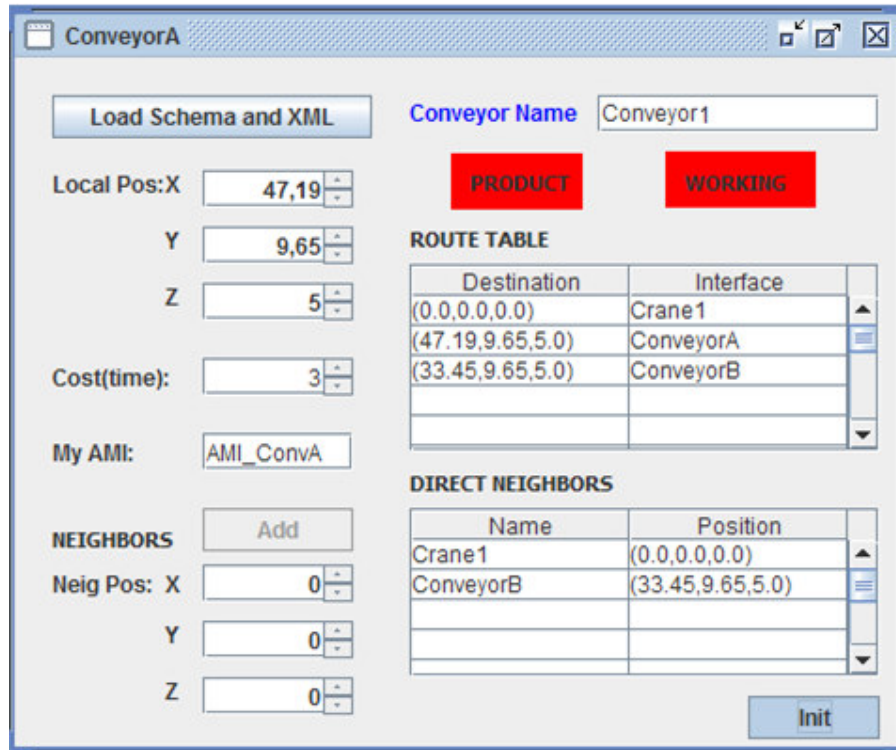 ConveyorA
Load Schema and XML
Conveyor Name Conveyor1
PRODUCT WORKING
Local Pos:X 47,19
Y 9,65
Z 5
Cost(time): 3
My AMI: AMI_ConvA
ROUTE TABLE
Destination Interface
(0.0,0.0,0.0) Crane1
(47.19,9.65,5.0) ConveyorA
(33.45,9.65,5.0) ConveyorB
NEIGHBORS Add
Neig Pos: X 0
Y 0
Z 0
DIRECT NEIGHBORS
Name Position
Crane1 (0.0,0.0,0.0)
ConveyorB (33.45,9.65,5.0)
Init